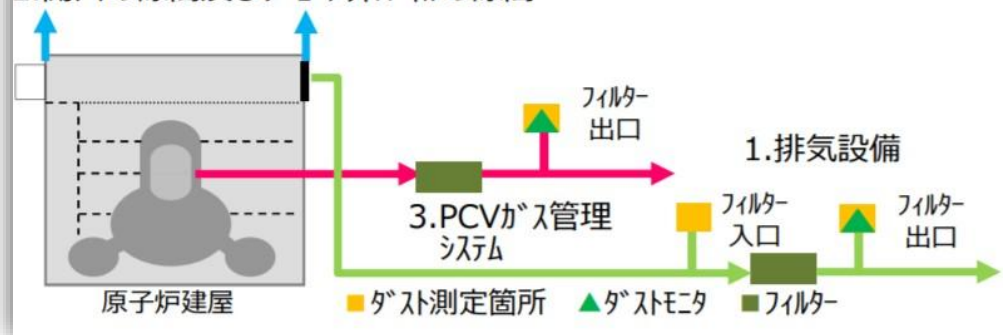 フィルター
出口
1.排気設備
3.PCVガス管理
システム
フィルター
入口
フィルター
出口
原子炉建屋
■ダスト測定箇所 ▲ダストモニタ ■フィルター